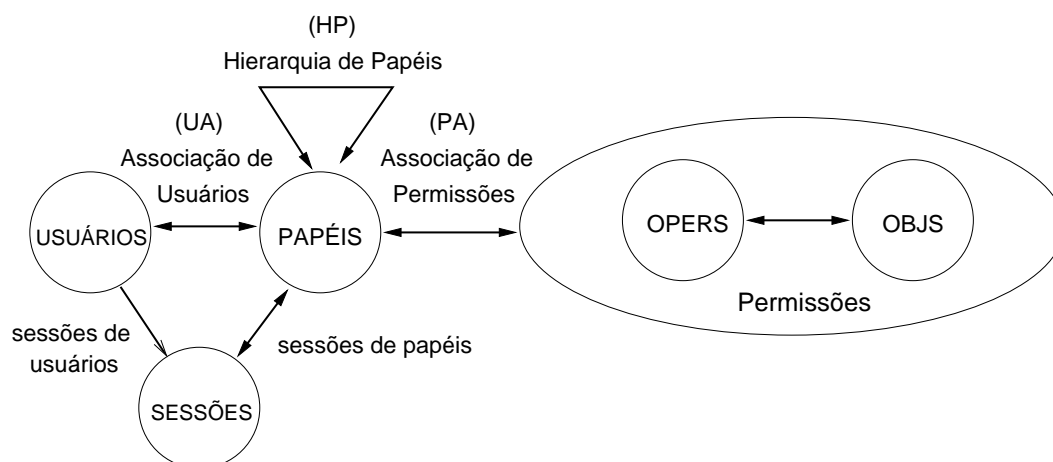 (HP)
Hierarquia de Papéis
(UA)
Associação de
Usuários
(PA)
Associação de
Permissões
USUÁRIOS
PAPÉIS
OPERS
OBJS
Permissões
sessões de
usuários
sessões de papéis
SESSÕES